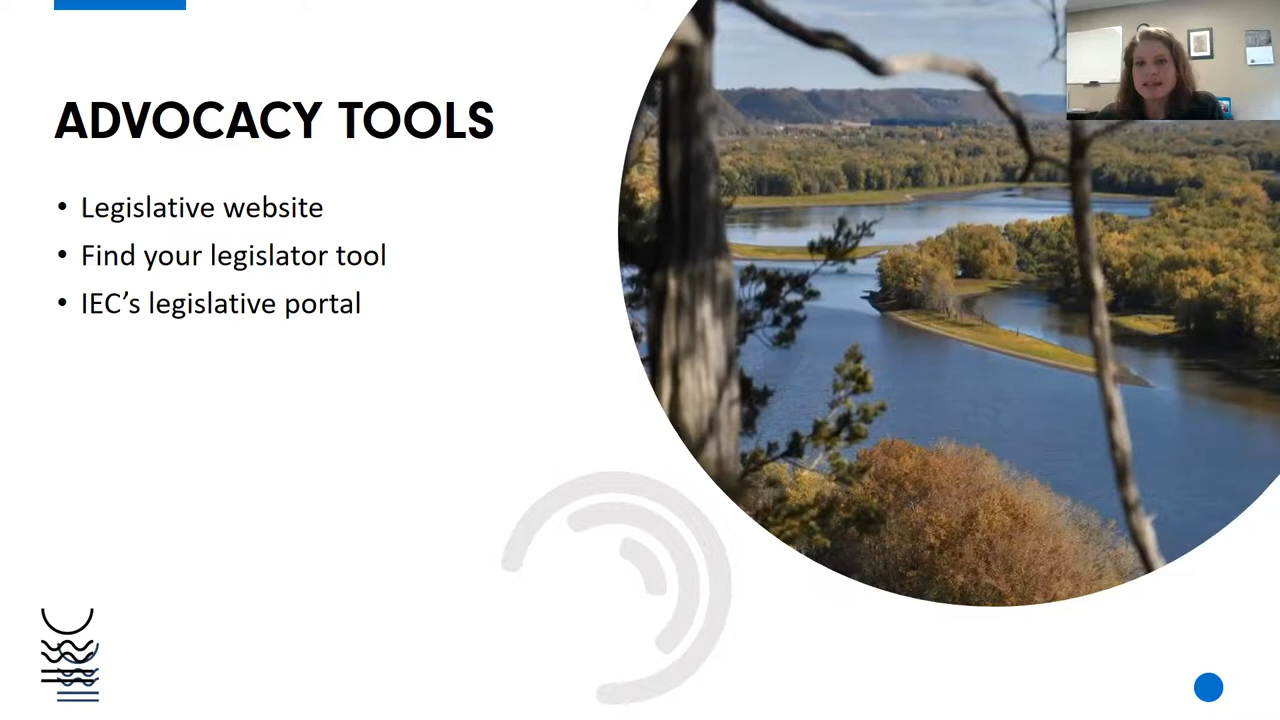 ADVOCACY TOOLS
• Legislative website
• Find your legislator tool
• IEC’s legislative portal